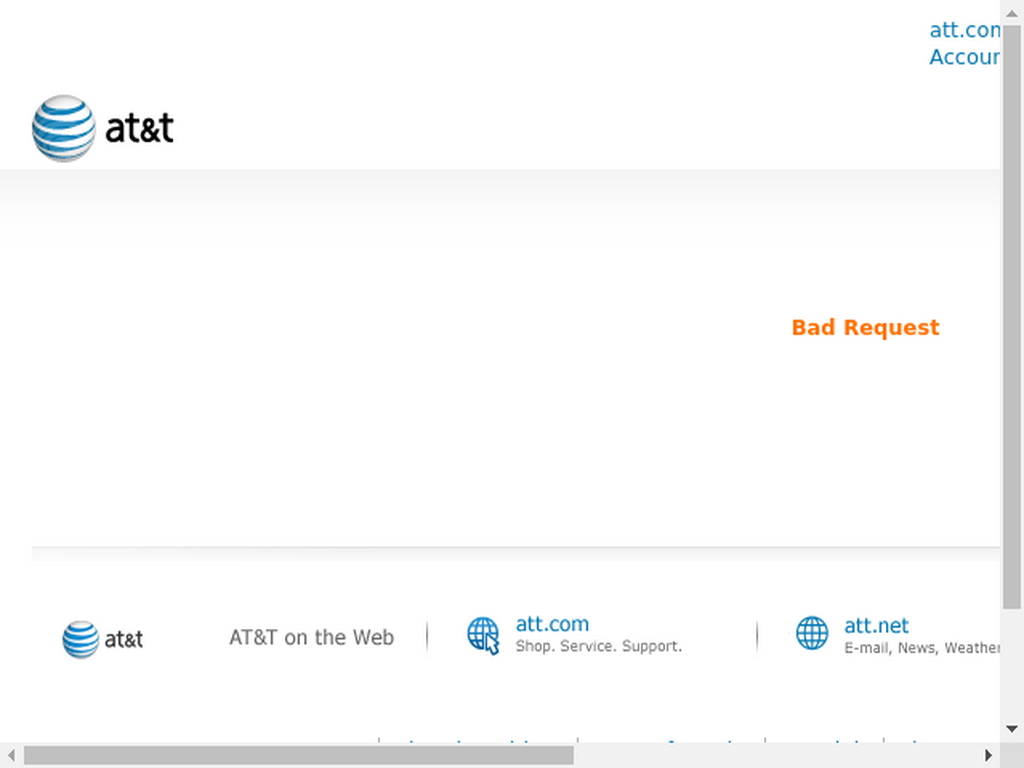 att.com
Accoun
at&t
Bad Request
at&t
AT&T on the Web
att.com
Shop. Service. Support.
att.net
E-mail, News, Weather